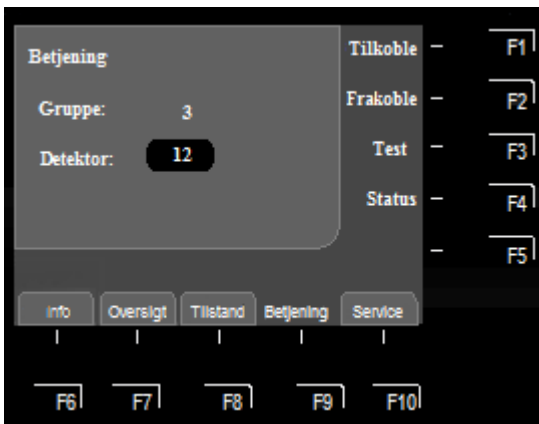 Betjening
Gruppe: 3
Detektor: 12
Tilkoble – F1
Frakoble – F2
Test – F3
Status – F4
– F5
Info Oversigt Tilstand Betjening Service
F6 F7 F8 F9 F10